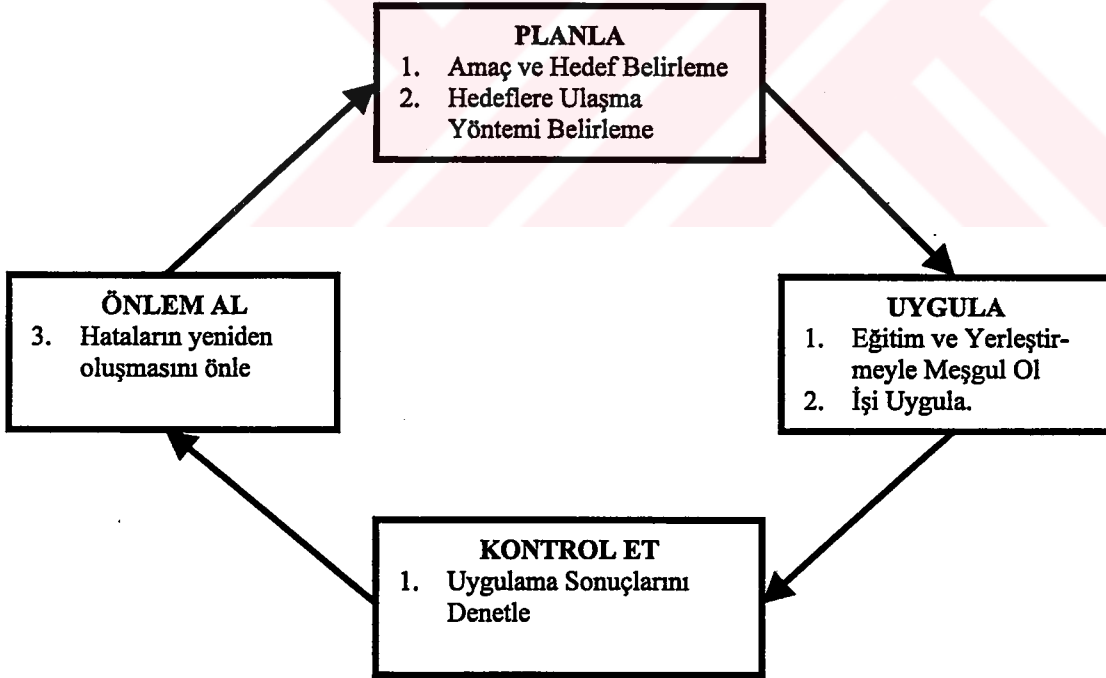 PLANLA
1. Amaç ve Hedef Belirleme
2. Hedeflere Ulaşma
Yöntemi Belirleme
ÖNLEM AL
3. Hataların yeniden
oluşmasını önle
UYGULA
1. Eğitim ve Yerleştir-
meyle Meşgul Ol
2. İşi Uygula.
KONTROL ET
1. Uygulama Sonuçlarını
Denetle